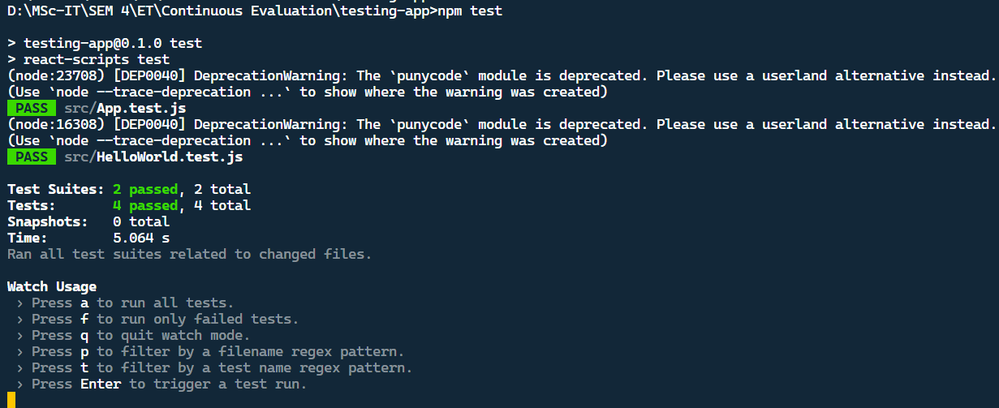 D:\MSc-IT\SEM 4\ET\Continuous Evaluation\testing-app>npm test
> testing-app@0.1.0 test
> react-scripts test
(node:23708) [DEP0040] DeprecationWarning: The `punycode` module is deprecated. Please use a userland alternative instead.
(Use `node --trace-deprecation ...` to show where the warning was created)
PASS src/App.test.js
(node:16308) [DEP0040] DeprecationWarning: The `punycode` module is deprecated. Please use a userland alternative instead.
(Use `node --trace-deprecation ...` to show where the warning was created)
PASS src/HelloWorld.test.js
Test Suites: 2 passed, 2 total
Tests: 4 passed, 4 total
Snapshots: 0 total
Time: 5.064 s
Ran all test suites related to changed files.
Watch Usage
› Press a to run all tests.
› Press f to run only failed tests.
› Press q to quit watch mode.
› Press p to filter by a filename regex pattern.
› Press t to filter by a test name regex pattern.
› Press Enter to trigger a test run.